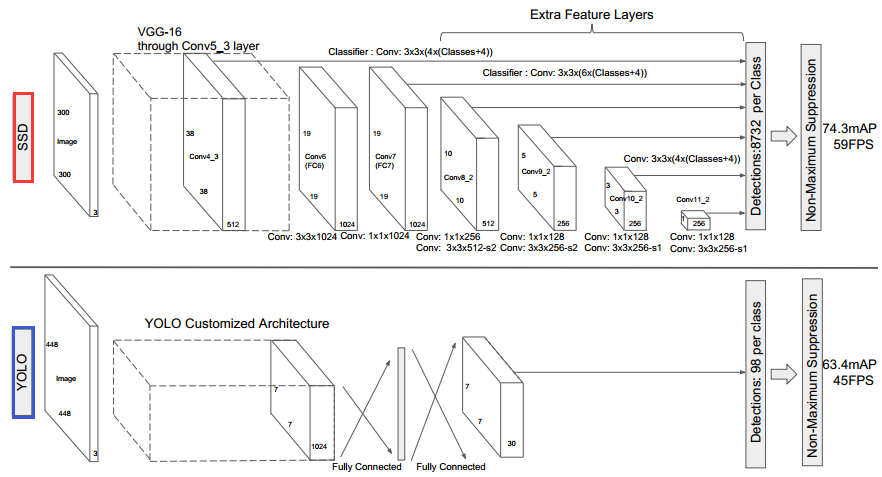 Extra Feature Layers
VGG-16
through Conv5_3 layer
Classifier : Conv: 3x3x(4x(Classes+4))
Classifier : Conv: 3x3x(6x(Classes+4))
SSD
300
Image
300
3
38
Conv4_3
38
512
19
Conv6
(FC6)
19
1024
19
Conv7
(FC7)
19
1024
10
Conv8_2
10
512
5
Conv9_2
5
256
Conv: 3x3x(4x(Classes+4))
3
Conv10_2
3
256
Conv11_2
1
256
Conv: 3x3x1024
Conv: 1x1x1024
Conv: 1x1x256
Conv: 3x3x512-s2
Conv: 1x1x128
Conv: 3x3x256-s2
Conv: 1x1x128
Conv: 3x3x256-s1
Conv: 1x1x128
Conv: 3x3x256-s1
Detections:8732 per Class
Non-Maximum Suppression
74.3mAP
59FPS
YOLO
448
Image
448
3
YOLO Customized Architecture
7
7
1024
Fully Connected
Fully Connected
7
7
30
Detections: 98 per class
Non-Maximum Suppression
63.4mAP
45FPS